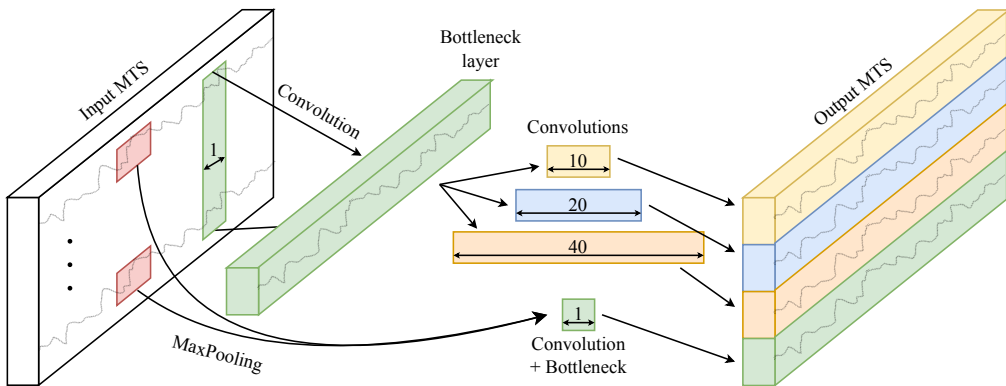 Input MTS
1
Convolution
MaxPooling
Bottleneck
layer
Convolutions
10
20
40
1
Convolution
+ Bottleneck
Output MTS